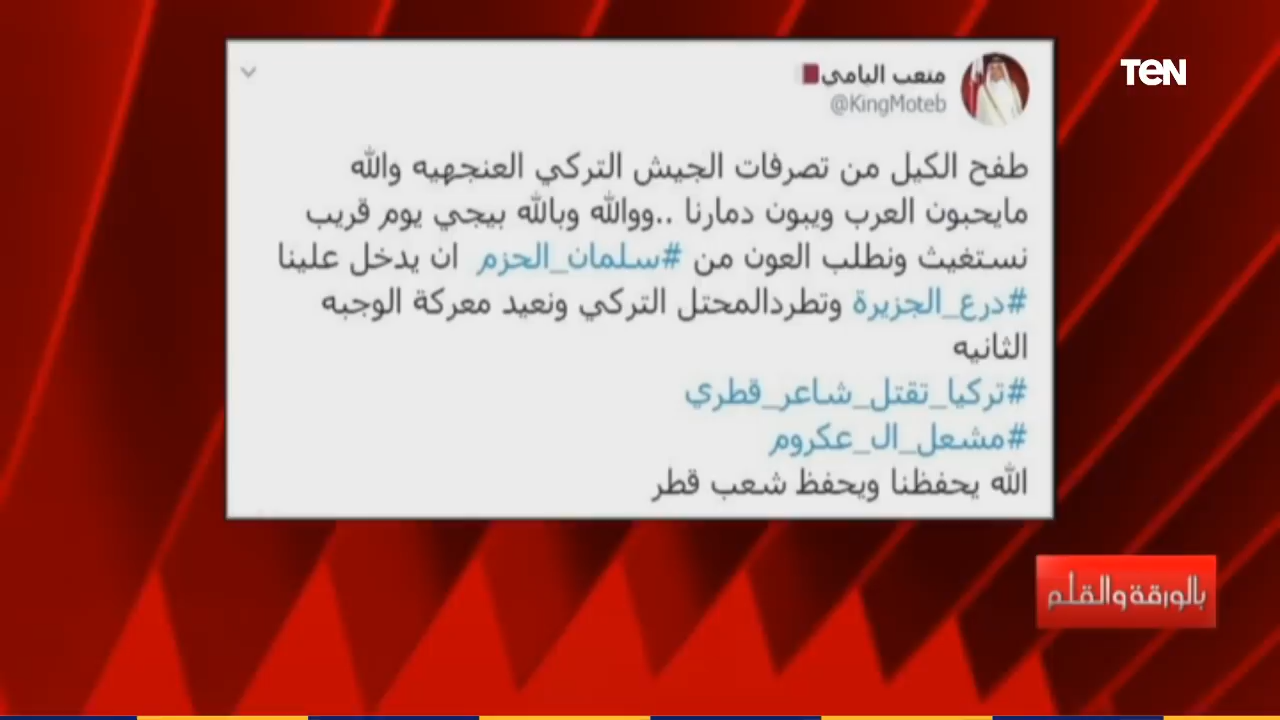 TEN
متعب اليامي
@KingMoteb
طفح الكيل من تصرفات الجيش التركي العنجهيه والله
مايحبون العرب ويبون دمارنا ..ووالله وبالله بيجي يوم قريب
نستغيث ونطلب العون من #سلمان_الحزم ان يدخل علينا
#درع_الجزيرة وتطردالمحتل التركي ونعيد معركة الوجبه
الثانيه
#تركيا_تقتل_شاعر_قطري
#مشعل_ال_عكروم
الله يحفظنا ويحفظ شعب قطر
بالورقة والقلم